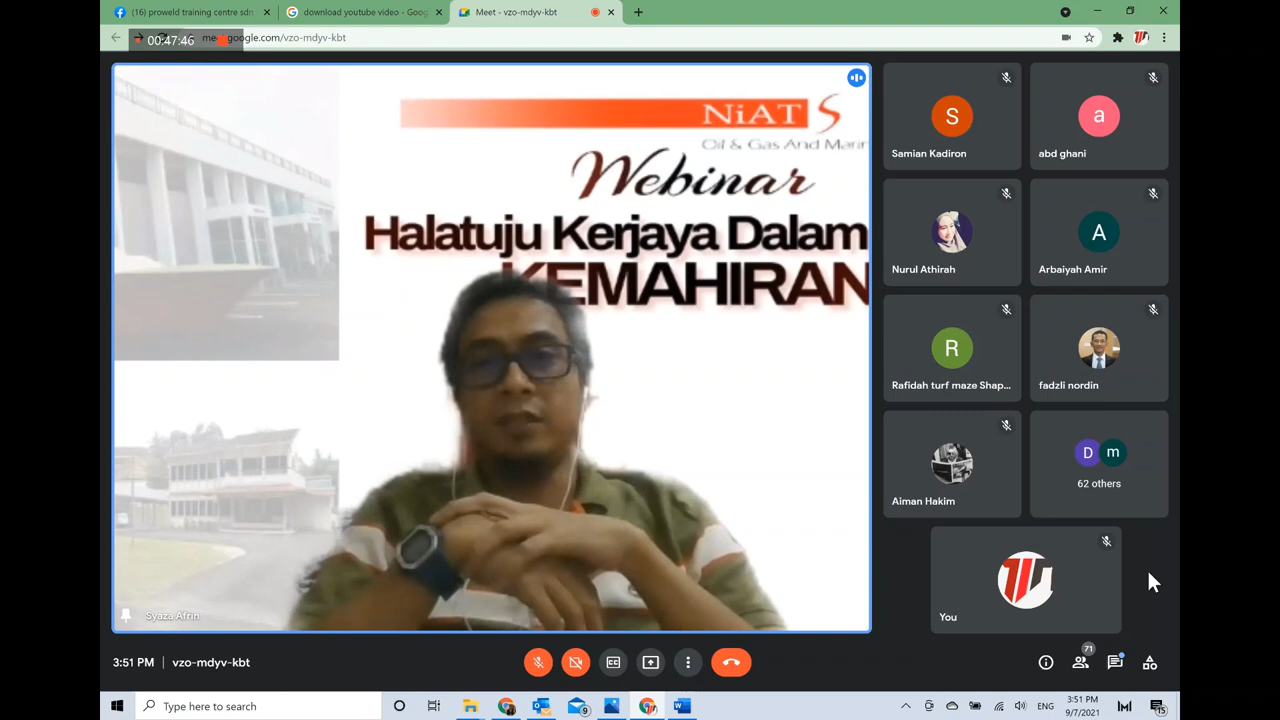 (16) proweld training centre sdn
download youtube video - Goog
Meet - vzo-mdyv-kbt
00:47:46
google.com/vzo-mdyv-kbt
NiAT
Oil & Gas And Marin
Webinar
Halatuju Kerjaya Dalam
KEMAHIRAN
Syaza Afrin
S
Samian Kadiron
a
abd ghani
Nurul Athirah
A
Arbaiyah Amir
R
Rafidah turf maze Shap...
fadzli nordin
Aiman Hakim
D m
62 others
You
3:51 PM
vzo-mdyv-kbt
CC
71
Type here to search
9
W
ENG
3:51 PM
9/7/2021
15